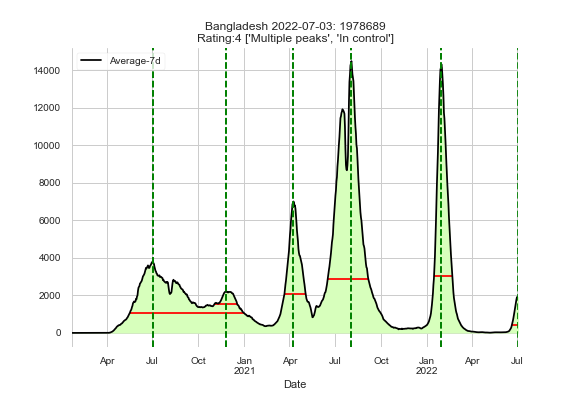 Bangladesh 2022-07-03: 1978689
Rating:4 ['Multiple peaks', 'In control']
Average-7d
14000
12000
10000
8000
6000
4000
2000
0
Apr Jul Oct Jan Apr Jul Oct Jan Apr Jul
2021 2022
Date